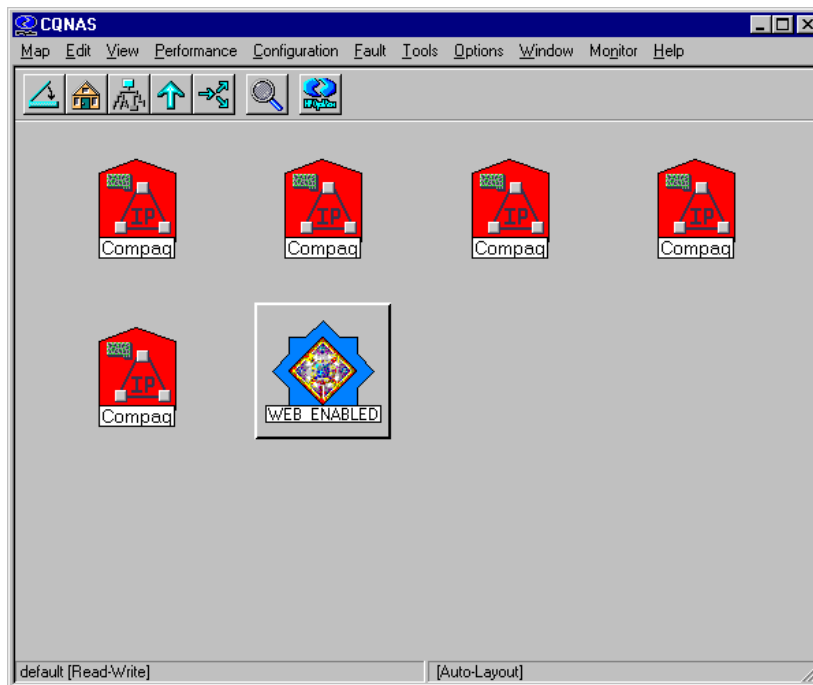 CQNAS
Map Edit View Performance Configuration Fault Tools Options Window Monitor Help
IP IP IP IP
Compaq Compaq Compaq Compaq
IP
Compaq WEB ENABLED
default [Read-Write] [Auto-Layout]